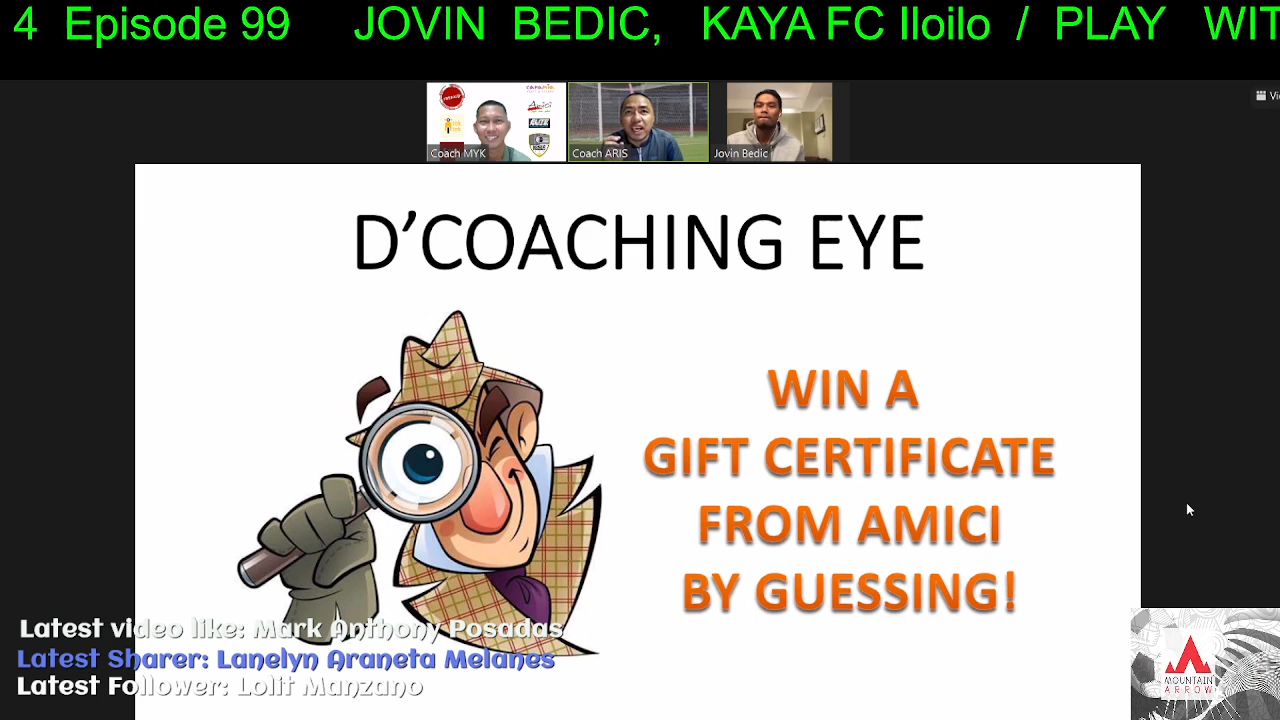 4 Episode 99 JOVIN BEDIC, KAYA FC Iloilo / PLAY WIT
Amici
Coach MYK
Coach ARIS
Jovin Bedic
D'COACHING EYE
WIN A
GIFT CERTIFICATE
FROM AMICI
BY GUESSING!
Latest video like: Mark Anthony Posadas
Latest Sharer: Lanelyn Araneta Melanes
Latest Follower: Lolit Manzano
MOUNTAIN
ARROW